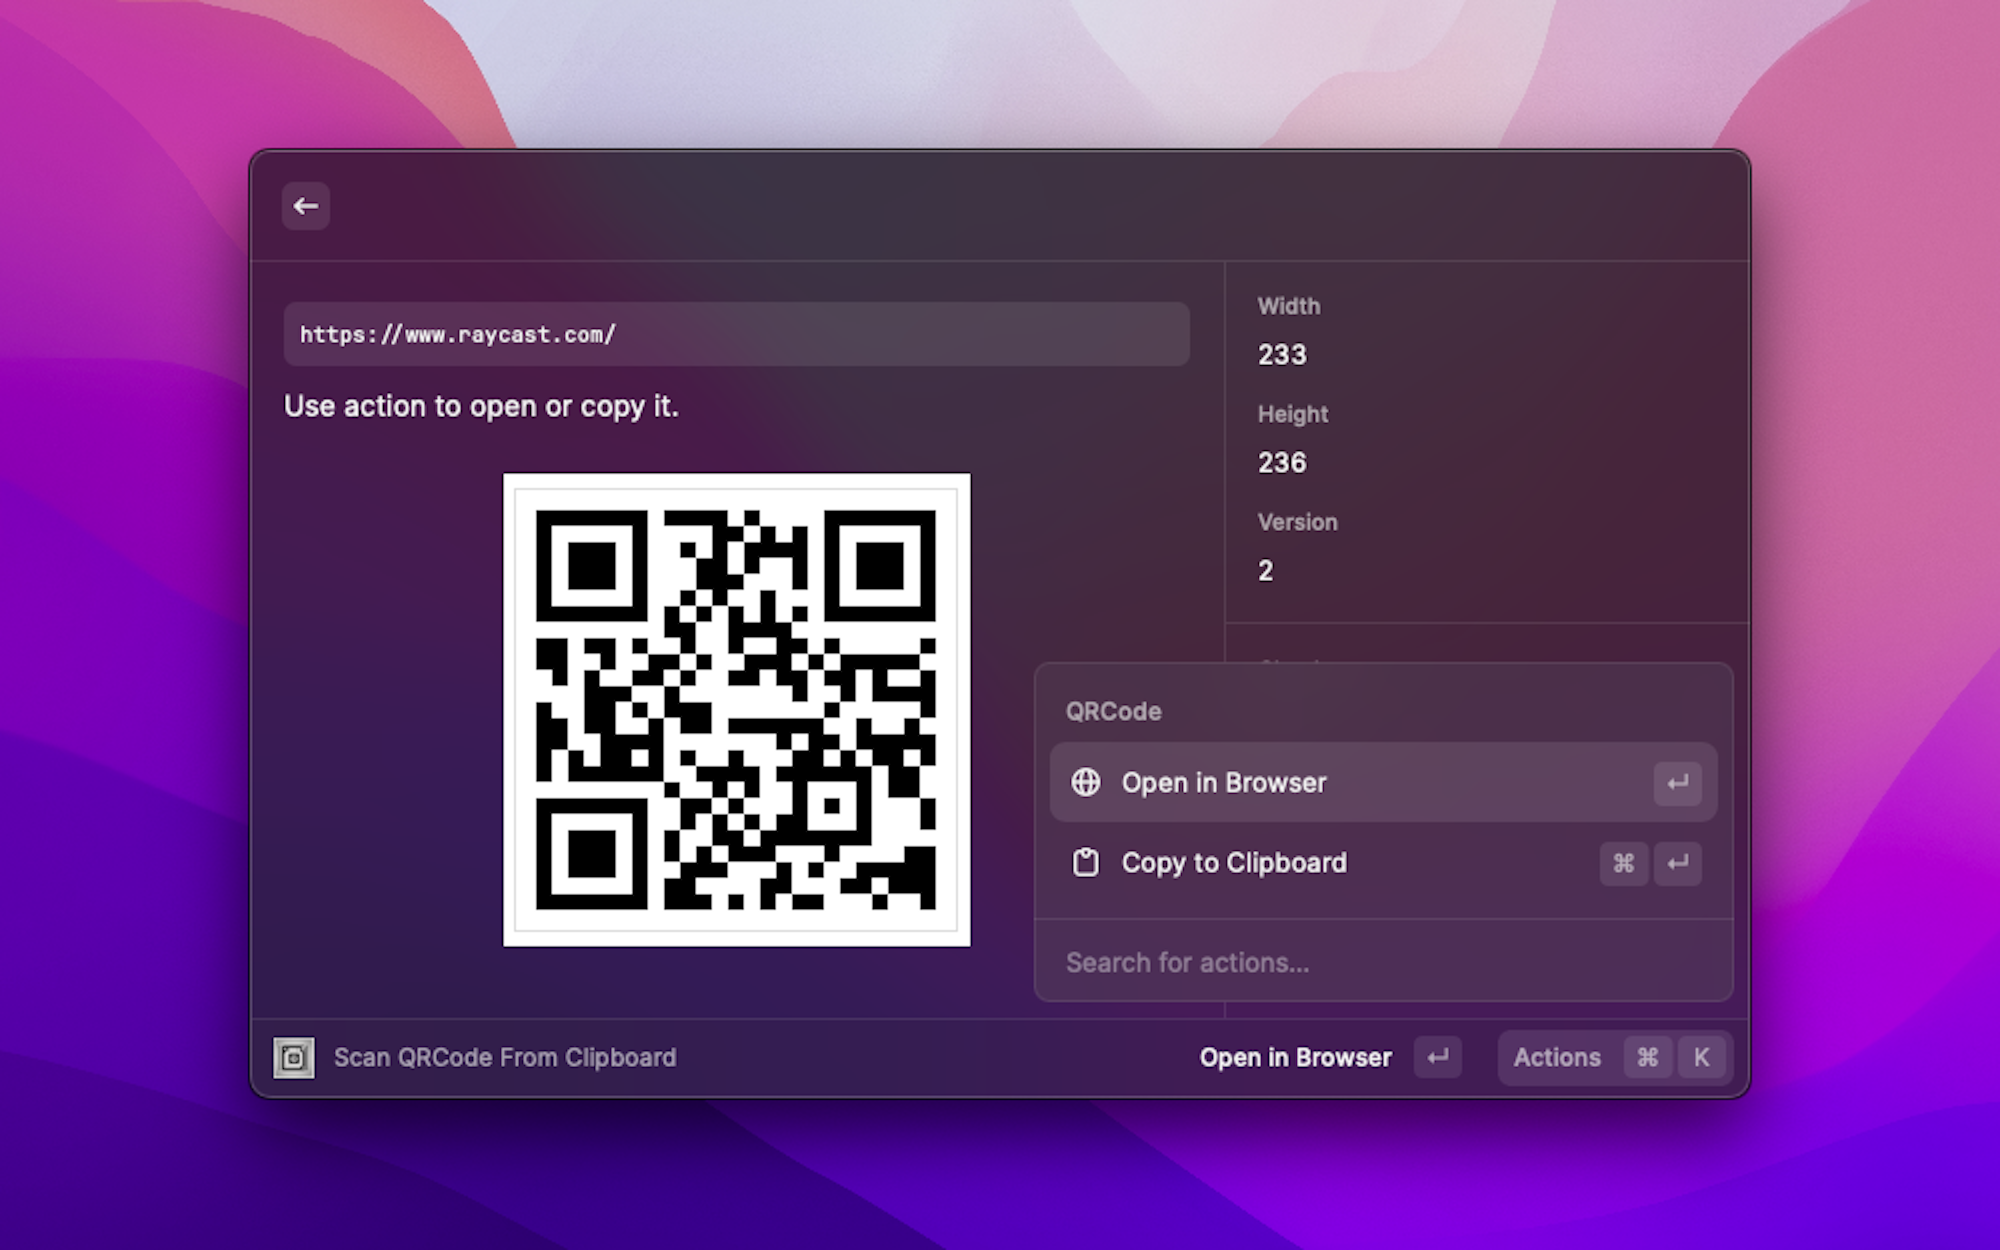 https://www.raycast.com/
Use action to open or copy it.
Width
233
Height
236
Version
2
QRCode
Open in Browser ↵
Copy to Clipboard ⌘ ↵
Search for actions...
Scan QRCode From Clipboard
Open in Browser ↵
Actions ⌘ K